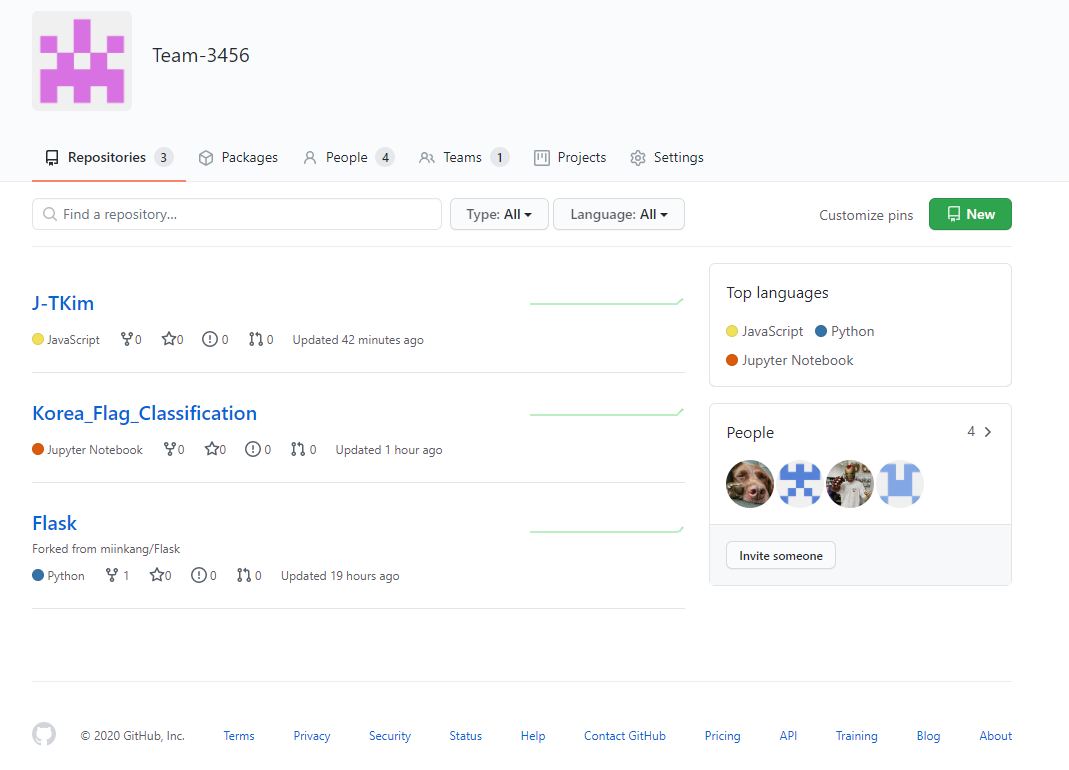 Team-3456
Repositories 3 Packages People 4 Teams 1 Projects Settings
Find a repository... Type: All Language: All Customize pins New
J-TKim
JavaScript 0 0 0 0 Updated 42 minutes ago
Korea_Flag_Classification
Jupyter Notebook 0 0 0 0 Updated 1 hour ago
Flask
Forked from miinkang/Flask
Python 1 0 0 0 Updated 19 hours ago
Top languages
JavaScript Python
Jupyter Notebook
People 4
Invite someone
© 2020 GitHub, Inc. Terms Privacy Security Status Help Contact GitHub Pricing API Training Blog About